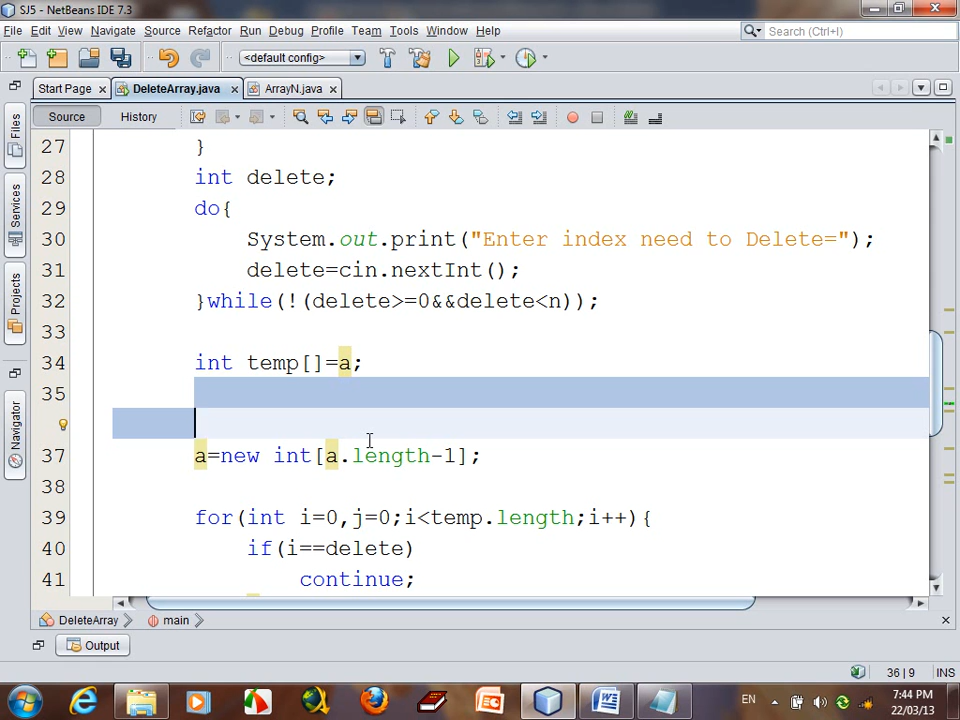 SJ5 - NetBeans IDE 7.3
File Edit View Navigate Source Refactor Run Debug Profile Team Tools Window Help
Search (Ctrl+I)
<default config>
Start Page DeleteArray.java ArrayN.java
Source History
Files
Services
Projects
Navigator
27 }
28 int delete;
29 do{
30 System.out.print("Enter index need to Delete=");
31 delete=cin.nextInt();
32 }while(!(delete>=0&&delete<n));
33
34 int temp[]=a;
35
37 a=new int[a.length-1];
38
39 for(int i=0,j=0;i<temp.length;i++){
40 if(i==delete)
41 continue;
DeleteArray main
Output
36 | 9 INS
EN
7:44 PM
22/03/13